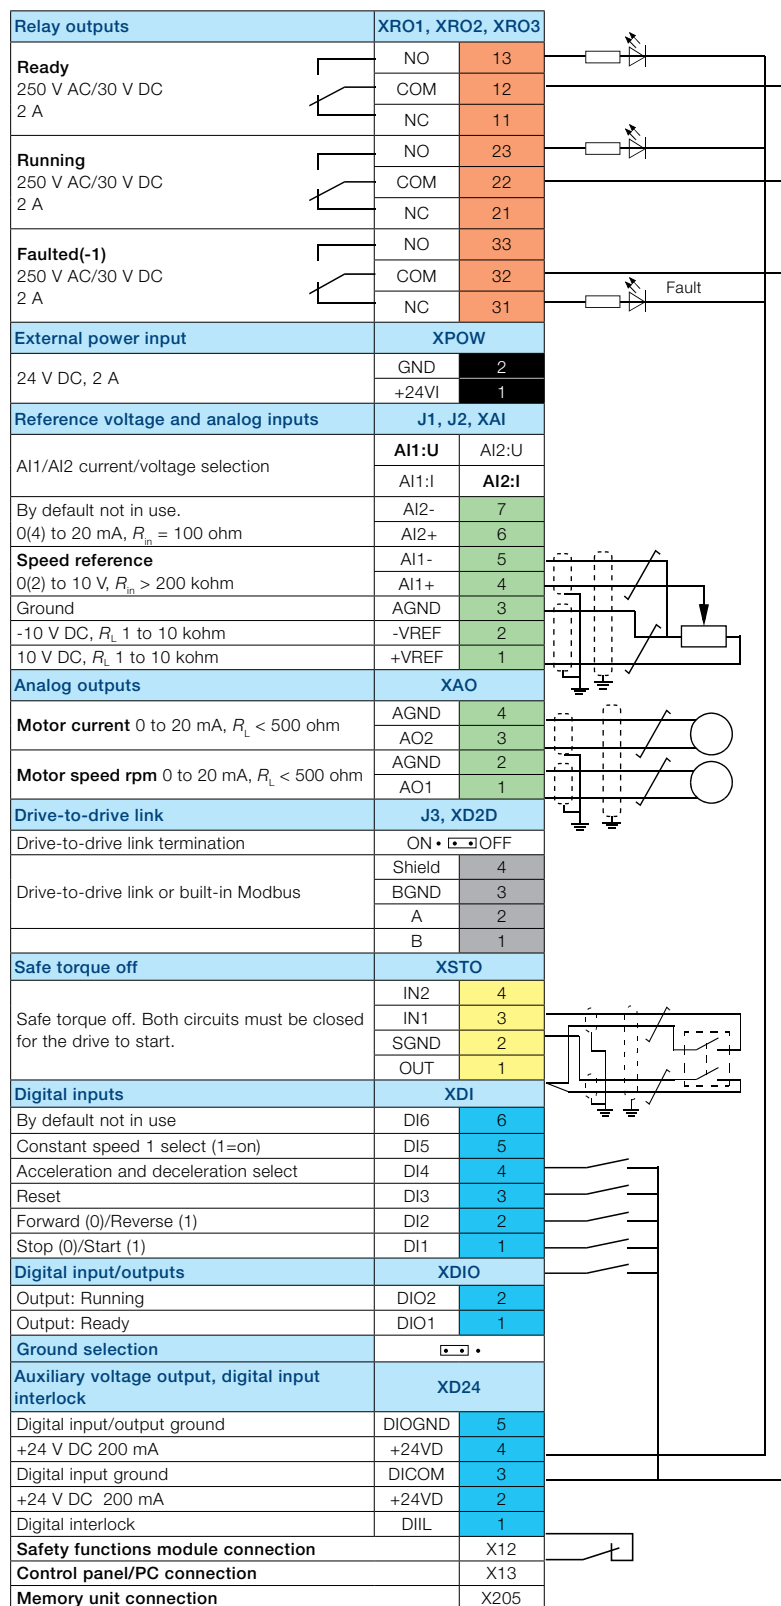 Relay outputs XRO1, XRO2, XRO3
Ready
250 V AC/30 V DC
2 A
NO 13
COM 12
NC 11
Running
250 V AC/30 V DC
2 A
NO 23
COM 22
NC 21
Faulted(-1)
250 V AC/30 V DC
2 A
NO 33
COM 32
NC 31
Fault
External power input XPOW
24 V DC, 2 A
GND 2
+24VI 1
Reference voltage and analog inputs J1, J2, XAI
AI1/AI2 current/voltage selection
AI1:U AI2:U
AI1:I AI2:I
By default not in use.
0(4) to 20 mA, Rin = 100 ohm
AI2- 7
AI2+ 6
Speed reference
0(2) to 10 V, Rin > 200 kohm
AI1- 5
AI1+ 4
Ground AGND 3
-10 V DC, RL 1 to 10 kohm -VREF 2
10 V DC, RL 1 to 10 kohm +VREF 1
Analog outputs XAO
Motor current 0 to 20 mA, RL < 500 ohm
AGND 4
AO2 3
Motor speed rpm 0 to 20 mA, RL < 500 ohm
AGND 2
AO1 1
Drive-to-drive link J3, XD2D
Drive-to-drive link termination ON OFF
Drive-to-drive link or built-in Modbus
Shield 4
BGND 3
A 2
B 1
Safe torque off XSTO
Safe torque off. Both circuits must be closed
for the drive to start.
IN2 4
IN1 3
SGND 2
OUT 1
Digital inputs XDI
By default not in use DI6 6
Constant speed 1 select (1=on) DI5 5
Acceleration and deceleration select DI4 4
Reset DI3 3
Forward (0)/Reverse (1) DI2 2
Stop (0)/Start (1) DI1 1
Digital input/outputs XDIO
Output: Running DIO2 2
Output: Ready DIO1 1
Ground selection
Auxiliary voltage output, digital input
interlock
XD24
Digital input/output ground DIOGND 5
+24 V DC 200 mA +24VD 4
Digital input ground DICOM 3
+24 V DC 200 mA +24VD 2
Digital interlock DIIL 1
Safety functions module connection X12
Control panel/PC connection X13
Memory unit connection X205